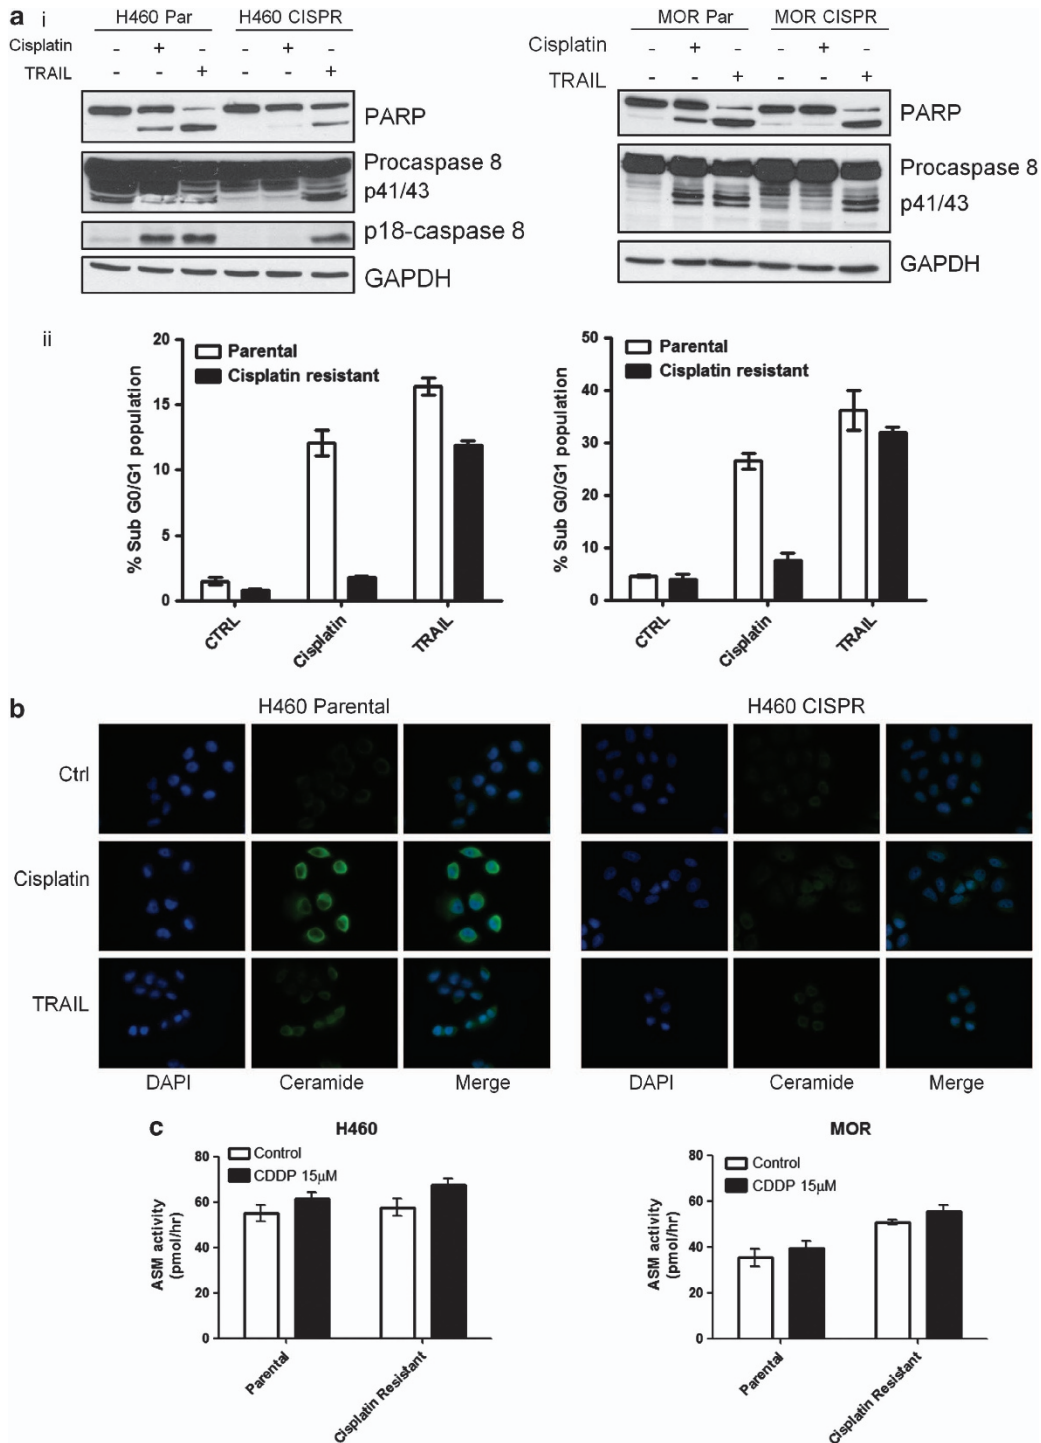 a i
H460 Par H460 CISPR
Cisplatin - + - - + -
TRAIL - - + - - +
PARP
Procaspase 8
p41/43
p18-caspase 8
GAPDH
MOR Par MOR CISPR
Cisplatin - + - - + -
TRAIL - - + - - +
PARP
Procaspase 8
p41/43
GAPDH
ii
% Sub G0/G1 population
20
15
10
5
0
Parental
Cisplatin resistant
CTRL Cisplatin TRAIL
% Sub G0/G1 population
50
40
30
20
10
0
Parental
Cisplatin resistant
CTRL Cisplatin TRAIL
b
H460 Parental H460 CISPR
Ctrl
Cisplatin
TRAIL
DAPI Ceramide Merge DAPI Ceramide Merge
c
H460
ASM activity
(pmol/hr)
80
60
40
20
0
Control
CDDP 15μM
Parental Cisplatin Resistant
MOR
ASM activity
(pmol/hr)
80
60
40
20
0
Control
CDDP 15μM
Parental Cisplatin Resistant